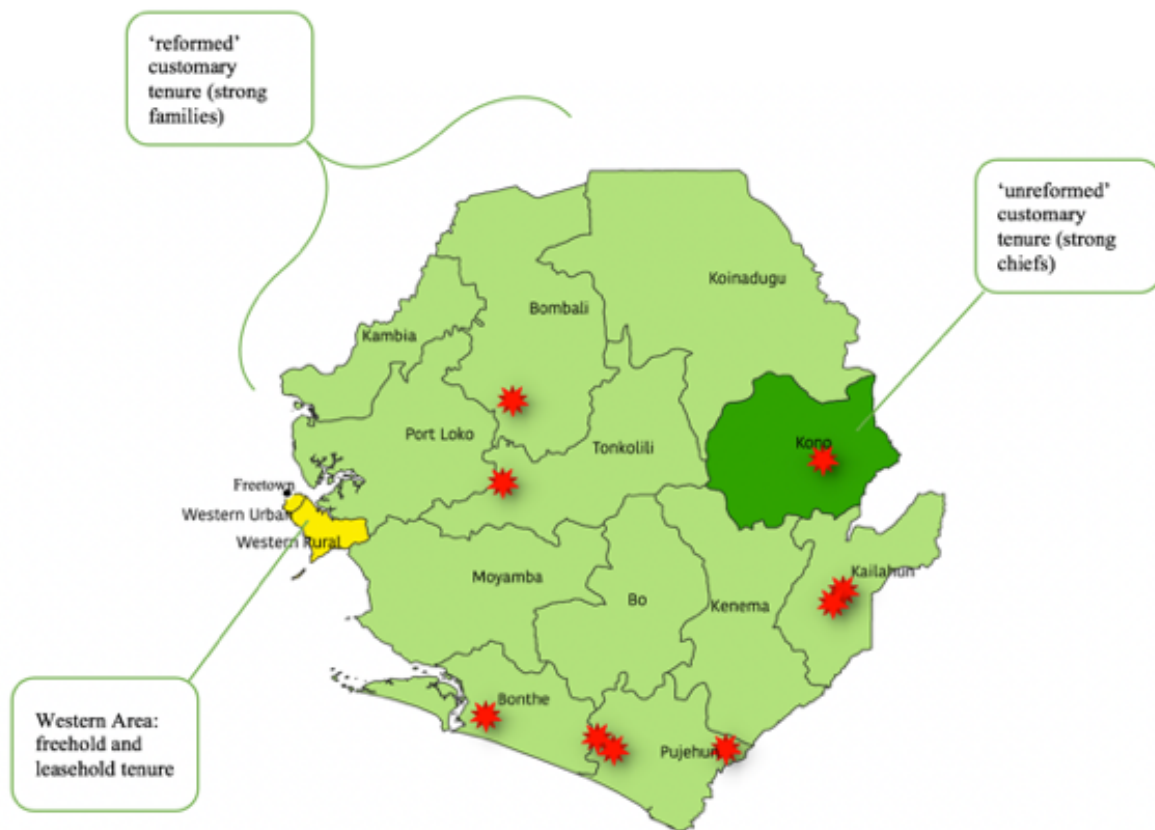 ‘reformed’
customary
tenure (strong
families)
‘unreformed’
customary
tenure (strong
chiefs)
Koinadugu
Bombali
Kambia
Port Loko
Tonkolili
Kono
Freetown
Western Urban
Western Rural
Moyamba
Bo
Kenema
Kailahun
Bonthe
Pujehun
Western Area:
freehold and
leasehold tenure